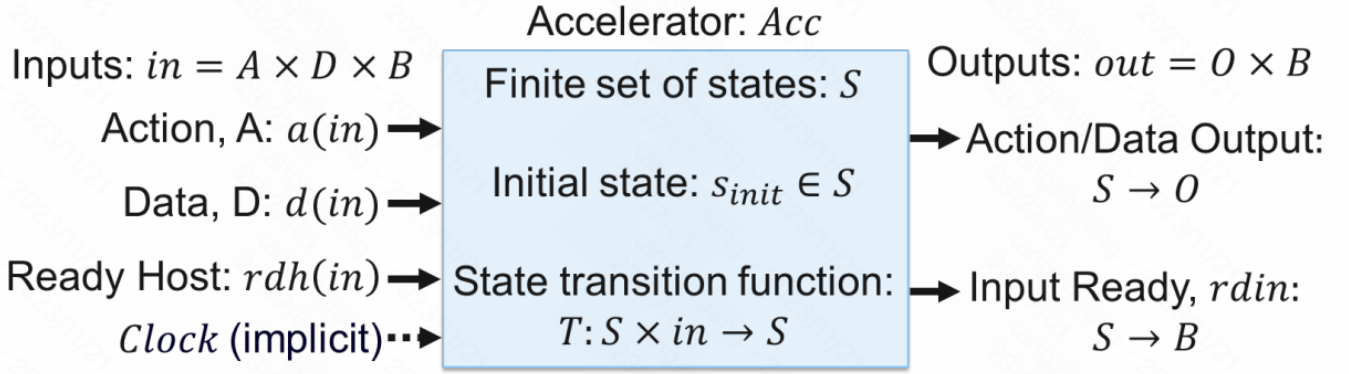 Accelerator: Acc
Inputs: in = A × D × B
Action, A: a(in)
Data, D: d(in)
Ready Host: rdh(in)
Clock (implicit)
Finite set of states: S
Initial state: s_init ∈ S
State transition function:
T: S × in → S
Outputs: out = O × B
Action/Data Output:
S → O
Input Ready, rdin:
S → B